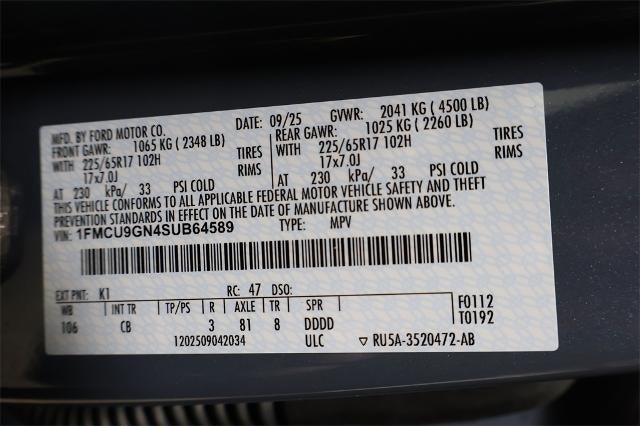 MFD. BY FORD MOTOR CO. DATE: 09/25 GVWR: 2041 KG ( 4500 LB)
FRONT GAWR: 1065 KG ( 2348 LB) REAR GAWR: 1025 KG ( 2260 LB)
WITH 225/65R17 102H TIRES WITH 225/65R17 102H TIRES
17x7.0J RIMS 17x7.0J RIMS
AT 230 kPa/ 33 PSI COLD AT 230 kPa/ 33 PSI COLD
THIS VEHICLE CONFORMS TO ALL APPLICABLE FEDERAL MOTOR VEHICLE SAFETY AND THEFT
PREVENTION STANDARDS IN EFFECT ON THE DATE OF MANUFACTURE SHOWN ABOVE.
VIN: 1FMCU9GN4SUB64589 TYPE: MPV
EXT PNT: K1 RC: 47 DSO:
WB INT TR TP/PS R AXLE TR SPR F0112
106 CB 3 81 8 DDDD T0192
1202509042034 ULC RU5A-3520472-AB